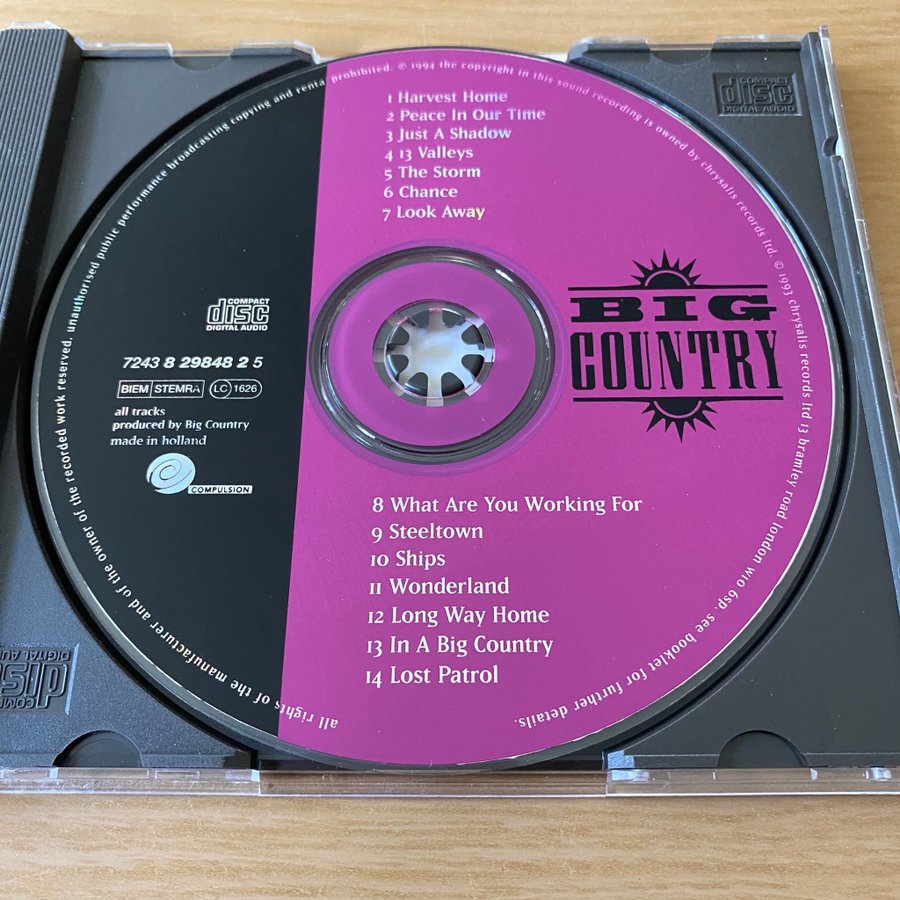 all rights of the manufacturer and of the owner of the recorded work reserved, unauthorised public performance broadcasting copying and rental prohibited. © 1994 the copyright in this sound recording is owned by chrysalis records ltd. © 1993 chrysalis records ltd 13 bramley road london w10 6sp. see booklet for further details.
1 Harvest Home
2 Peace In Our Time
3 Just A Shadow
4 13 Valleys
5 The Storm
6 Chance
7 Look Away
BIG
COUNTRY
COMPACT
disc
DIGITAL AUDIO
7243 8 29848 2 5
BIEM STEMRA LC 1626
all tracks
produced by Big Country
made in holland
COMPULSION
8 What Are You Working For
9 Steeltown
10 Ships
11 Wonderland
12 Long Way Home
13 In A Big Country
14 Lost Patrol
COMPACT
disc
DIGITAL AUDIO
disc